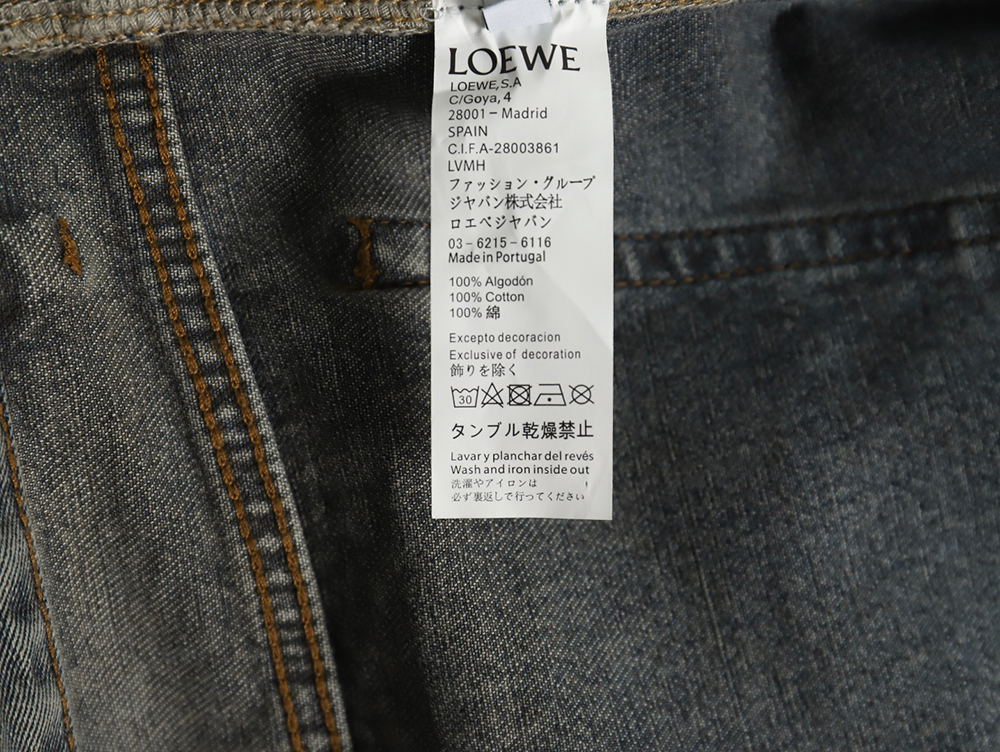 LOEWE
LOEWE,S.A
C/Goya, 4
28001 – Madrid
SPAIN
C.I.F.A-28003861
LVMH
ファッション・グループ
ジャバン株式会社
ロエベジャバン
03 – 6215 – 6116
Made in Portugal
100% Algodón
100% Cotton
100% 綿
Excepto decoracion
Exclusive of decoration
飾りを除く
30
タンブル乾燥禁止
Lavar y planchar del revés
Wash and iron inside out
洗濯やアイロンは
必ず裏返しで行ってください